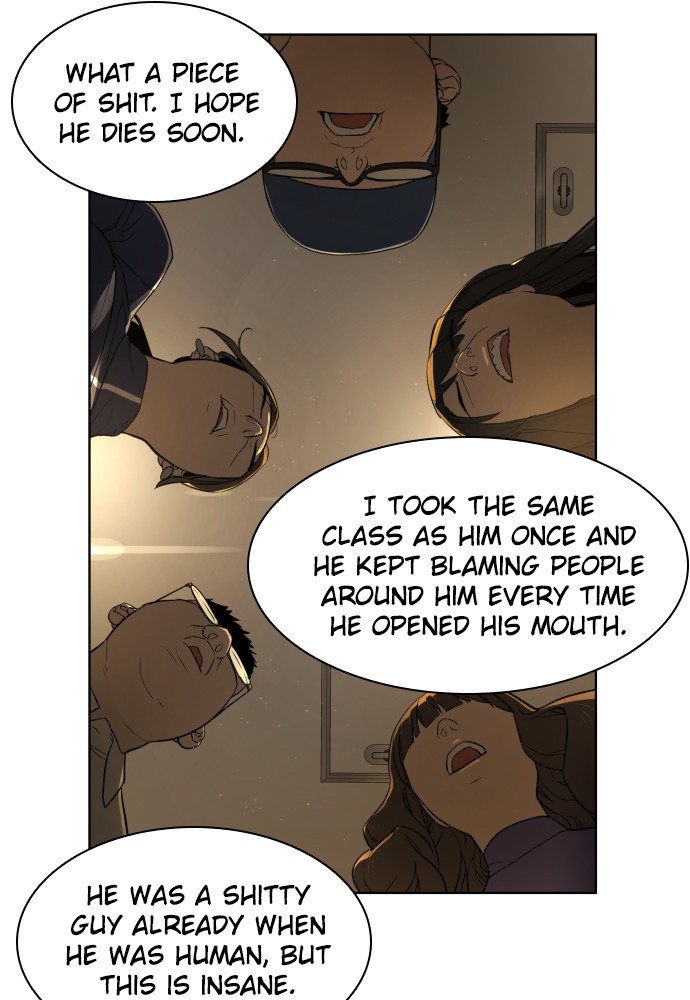 WHAT A PIECE
OF SHIT. I HOPE
HE DIES SOON.
I TOOK THE SAME
CLASS AS HIM ONCE AND
HE KEPT BLAMING PEOPLE
AROUND HIM EVERY TIME
HE OPENED HIS MOUTH.
HE WAS A SHITTY
GUY ALREADY WHEN
HE WAS HUMAN, BUT
THIS IS INSANE.